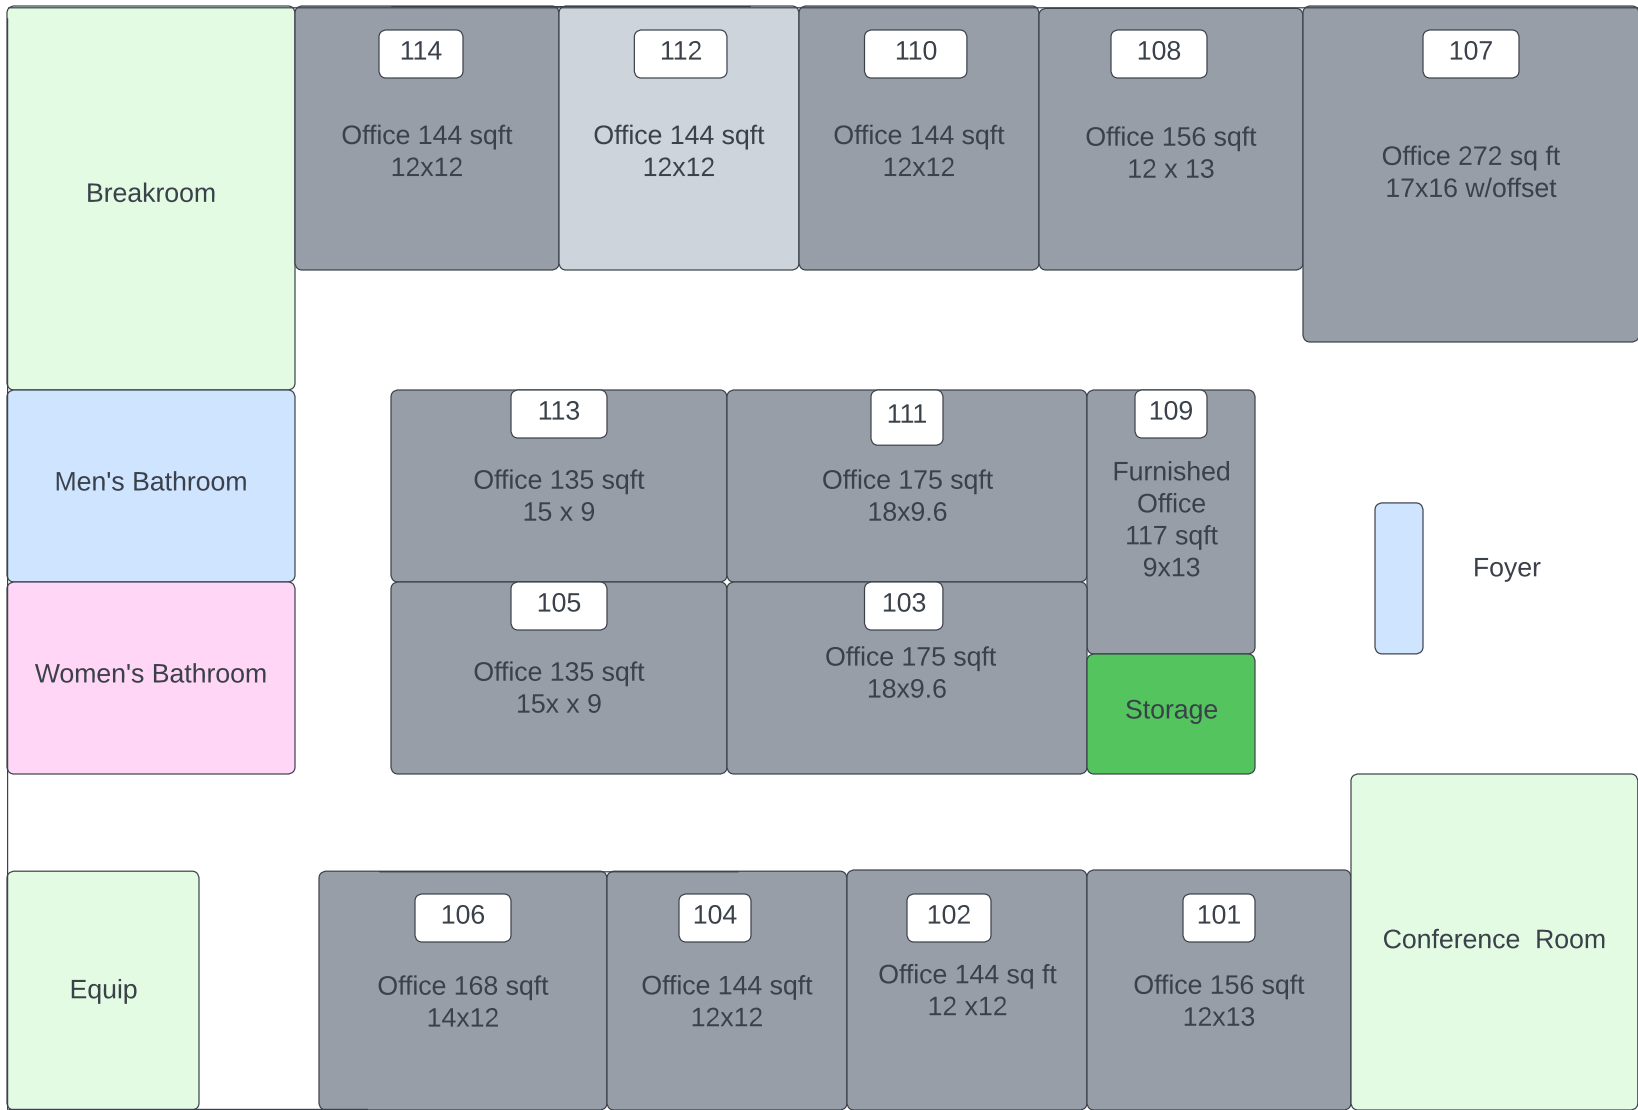 114
Office 144 sqft
12x12
112
Office 144 sqft
12x12
110
Office 144 sqft
12x12
108
Office 156 sqft
12 x 13
107
Office 272 sq ft
17x16 w/offset
Breakroom
Men's Bathroom
Women's Bathroom
113
Office 135 sqft
15 x 9
111
Office 175 sqft
18x9.6
109
Furnished
Office
117 sqft
9x13
105
Office 135 sqft
15x x 9
103
Office 175 sqft
18x9.6
Storage
Foyer
Equip
106
Office 168 sqft
14x12
104
Office 144 sqft
12x12
102
Office 144 sq ft
12 x12
101
Office 156 sqft
12x13
Conference  Room